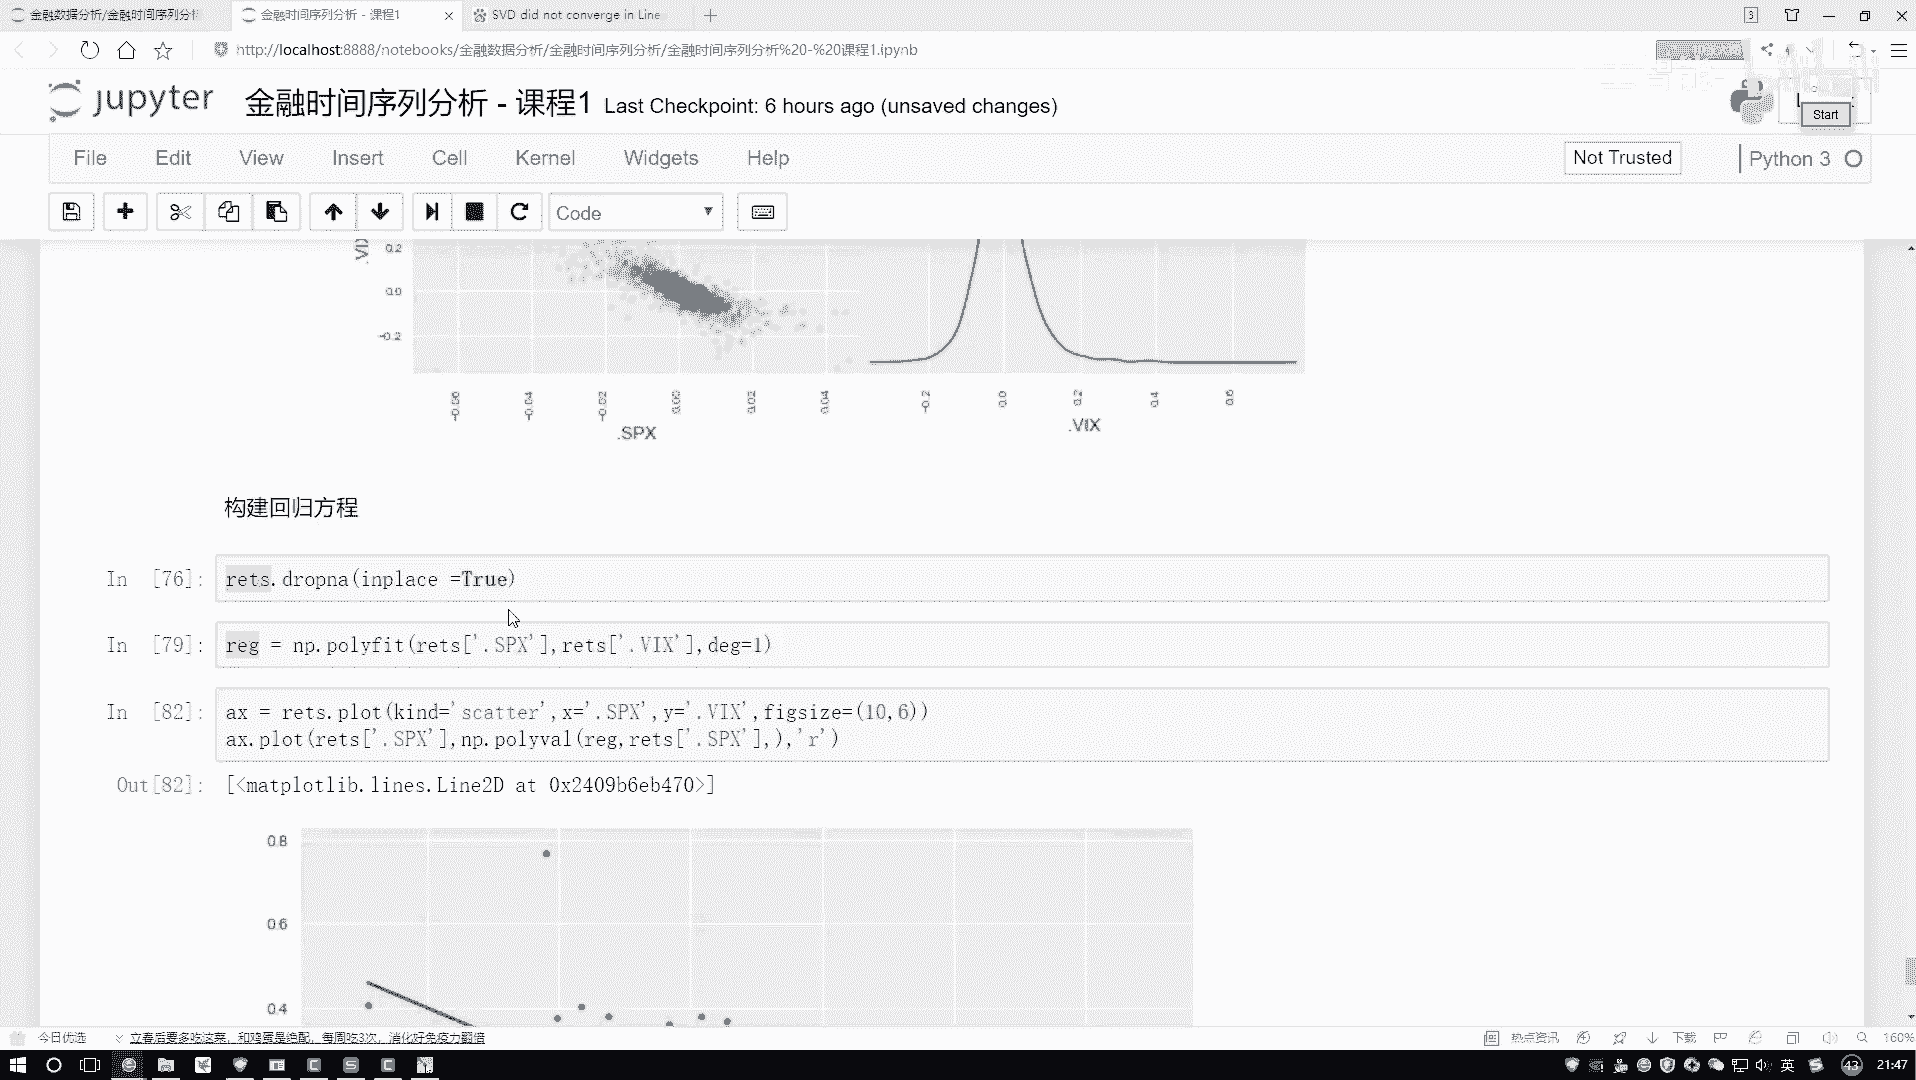 金融数据分析/金融时间序列分析
金融时间序列分析 - 课程1
SVD did not converge in Line
3
http://localhost:8888/notebooks/金融数据分析/金融时间序列分析/金融时间序列分析%20-%20课程1.ipynb
jupyter 金融时间序列分析 - 课程1 Last Checkpoint: 6 hours ago (unsaved changes)
Start
File Edit View Insert Cell Kernel Widgets Help
Not Trusted
Python 3
Code
0.2
0.0
-0.2
-0.06 -0.04 -0.02 0.00 0.02 0.04
-0.2 0.0 0.2 0.4 0.6
.SPX
.VIX
构建回归方程
In [76]: rets.dropna(inplace =True)
In [79]: reg = np.polyfit(rets['.SPX'],rets['.VIX'],deg=1)
In [82]: ax = rets.plot(kind='scatter',x='.SPX',y='.VIX',figsize=(10,6))
ax.plot(rets['.SPX'],np.polyval(reg,rets['.SPX'],),'r')
Out[82]: [<matplotlib.lines.Line2D at 0x2409b6eb470>]
0.8
0.6
0.4
今日优选
立春后要多吃这菜，和鸡蛋是绝配，每周吃3次，消化好免疫力翻倍
热点资讯
下载
160%
英
43
21:47